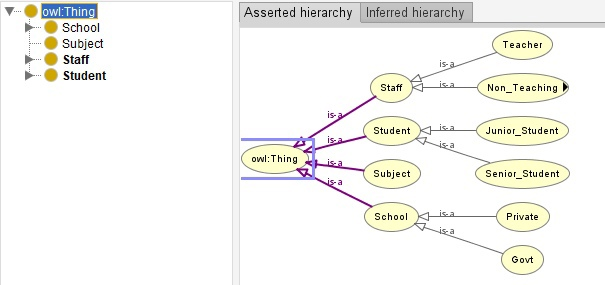 owl:Thing
School
Subject
Staff
Student
Asserted hierarchy
Inferred hierarchy
Teacher
is-a
Staff
is-a
Non_Teaching
is-a
Student
is-a
Junior_Student
is-a
is-a
owl:Thing
Subject
is-a
Senior_Student
is-a
School
is-a
Private
is-a
Govt